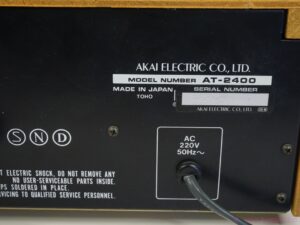 AKAI ELECTRIC CO., LTD.
MODEL NUMBER AT-2400
MADE IN JAPAN SERIAL NUMBER
TOHO
AKAI ELECTRIC CO., LTD.
S N D
AC
220V
50Hz~
T ELECTRIC SHOCK, DO NOT REMOVE ANY
NO USER-SERVICEABLE PARTS INSIDE.
PS SOLDERED IN PLACE.
VICING TO QUALIFIED SERVICE PERSONNEL.